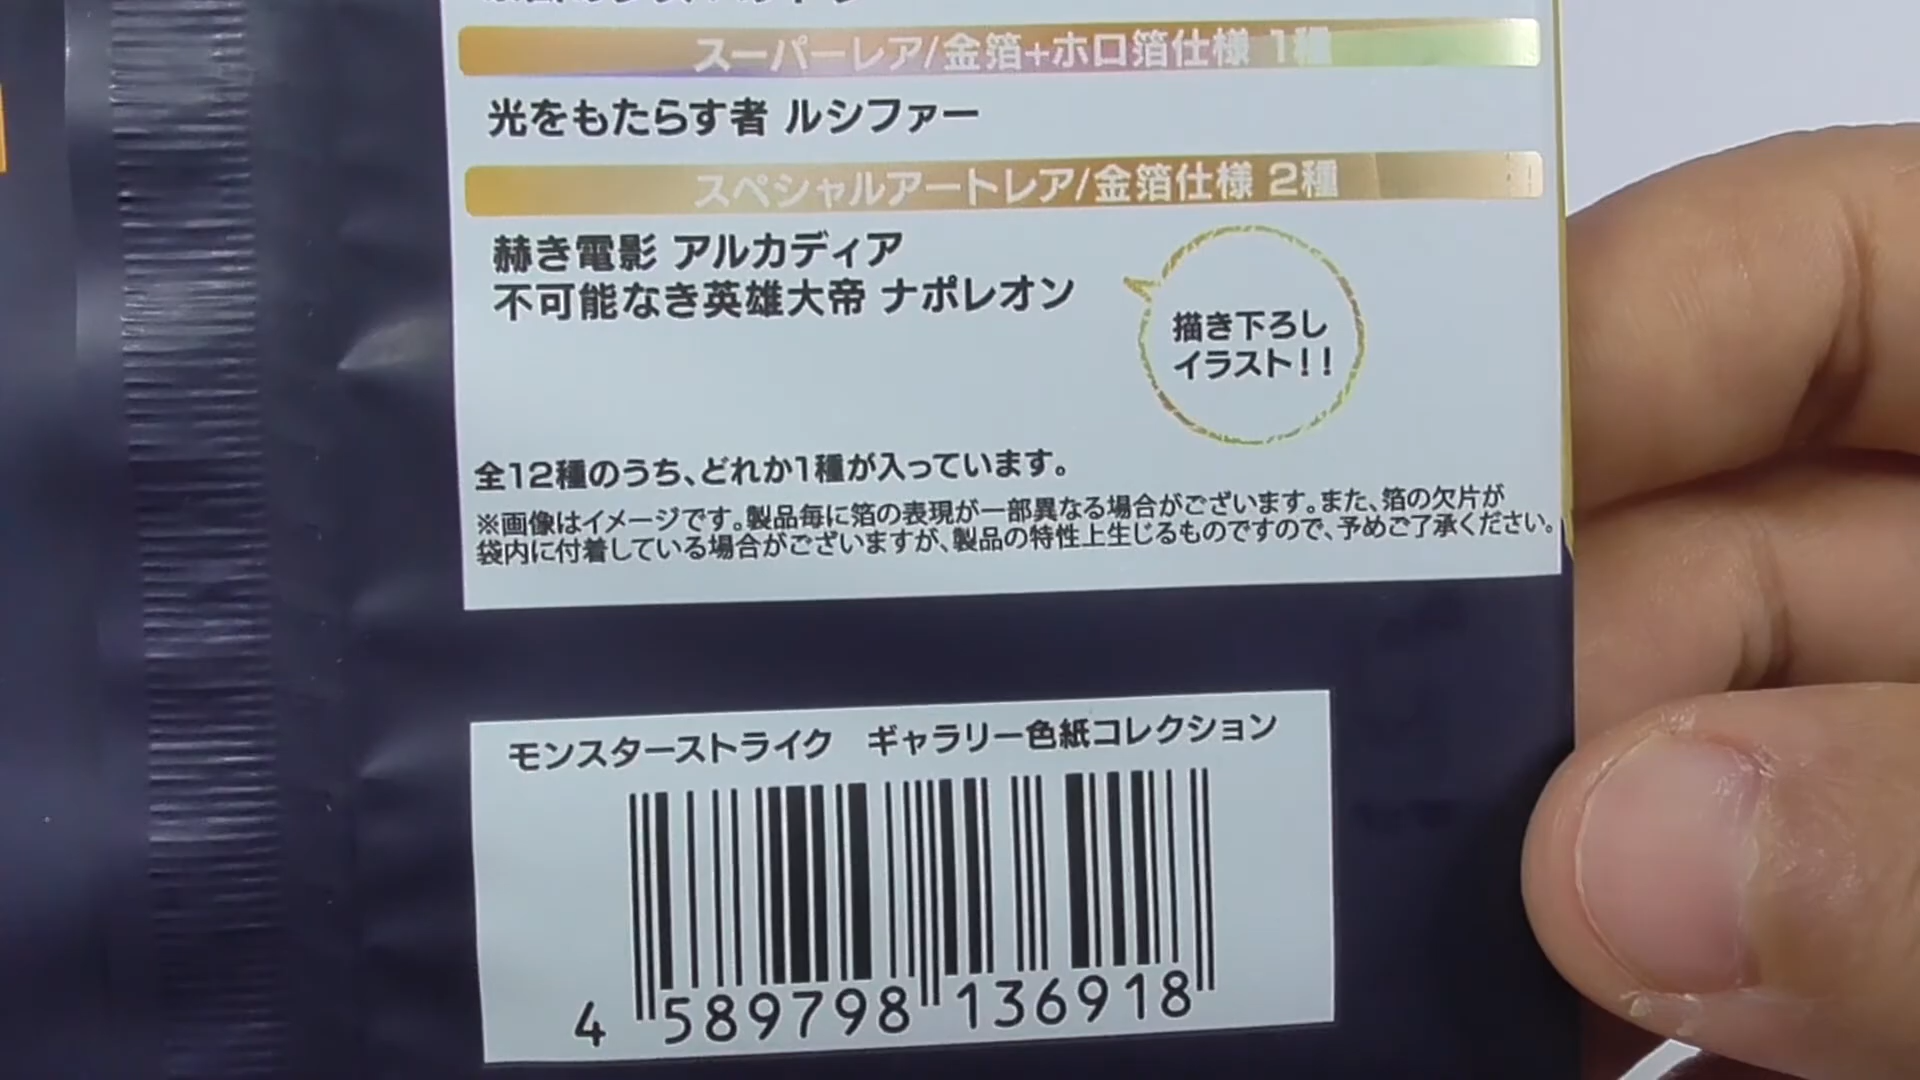 スーパーレア/金箔+ホロ箔仕様 1種
光をもたらす者 ルシファー
スペシャルアートレア/金箔仕様 2種
赫き電影 アルカディア
不可能なき英雄大帝 ナポレオン
描き下ろし
イラスト!!
全12種のうち、どれか1種が入っています。
※画像はイメージです。製品毎に箔の表現が一部異なる場合がございます。また、箔の欠片が
袋内に付着している場合がございますが、製品の特性上生じるものですので、予めご了承ください。
モンスターストライク ギャラリー色紙コレクション
4 589798 136918